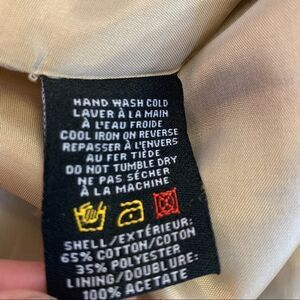 HAND WASH COLD
LAVER À LA MAIN
À L'EAU FROIDE
COOL IRON ON REVERSE
REPASSER À L'ENVERS
AU FER TIÈDE
DO NOT TUMBLE DRY
NE PAS SÉCHER
À LA MACHINE
SHELL/EXTÉRIEUR:
65% COTTON/COTON
35% POLYESTER
LINING/DOUBLURE:
100% ACETATE